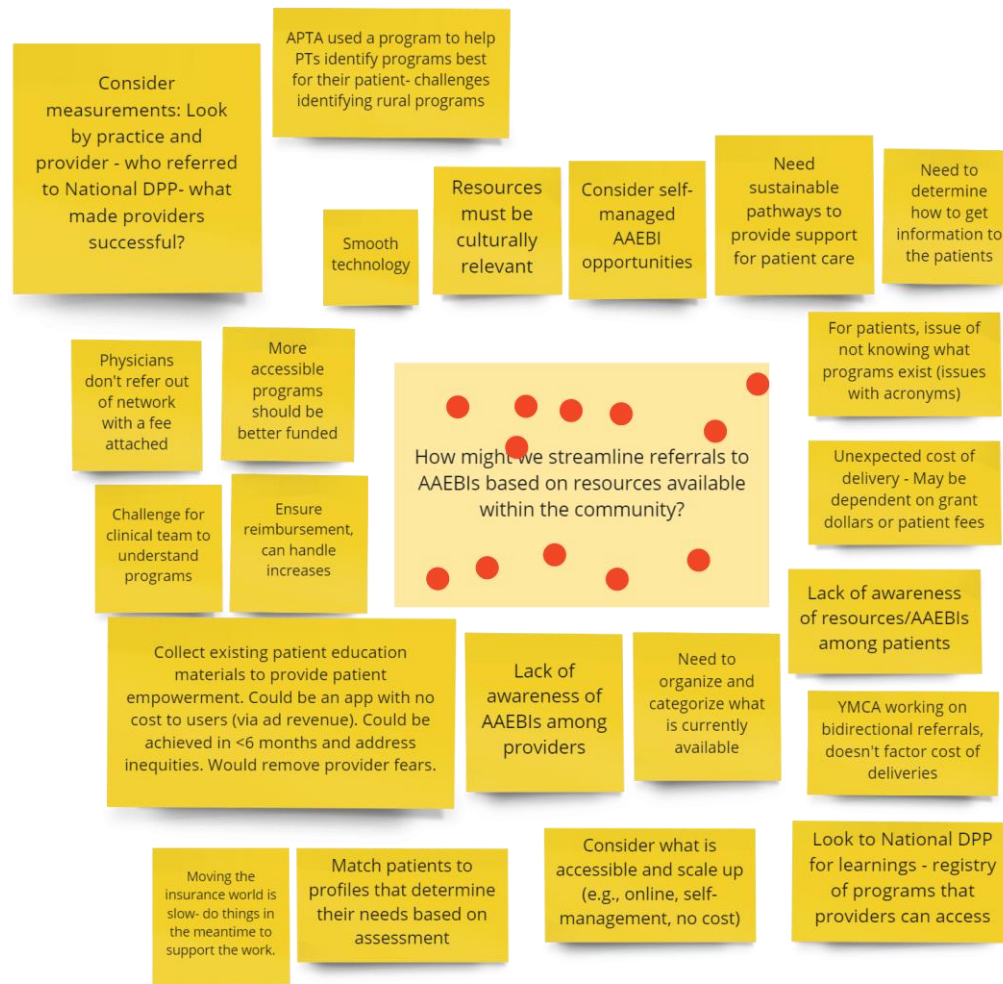 Consider
measurements: Look
by practice and
provider - who referred
to National DPP- what
made providers
successful?
APTA used a program to help
PTs identify programs best
for their patient- challenges
identifying rural programs
Smooth
technology
Resources
must be
culturally
relevant
Consider self-
managed
AAEBI
opportunities
Need
sustainable
pathways to
provide support
for patient care
Need to
determine
how to get
information to
the patients
Physicians
don't refer out
of network
with a fee
attached
More
accessible
programs
should be
better funded
How might we streamline referrals to
AAEBIs based on resources available
within the community?
For patients, issue of
not knowing what
programs exist (issues
with acronyms)
Unexpected cost of
delivery - May be
dependent on grant
dollars or patient fees
Challenge for
clinical team to
understand
programs
Ensure
reimbursement,
can handle
increases
Lack of awareness
of resources/AAEBIs
among patients
Collect existing patient education
materials to provide patient
empowerment. Could be an app with no
cost to users (via ad revenue). Could be
achieved in <6 months and address
inequities. Would remove provider fears.
Lack of
awareness of
AAEBIs among
providers
Need to
organize and
categorize what
is currently
available
YMCA working on
bidirectional referrals,
doesn't factor cost of
deliveries
Moving the
insurance world is
slow- do things in
the meantime to
support the work.
Match patients to
profiles that determine
their needs based on
assessment
Consider what is
accessible and scale up
(e.g., online, self-
management, no cost)
Look to National DPP
for learnings - registry
of programs that
providers can access